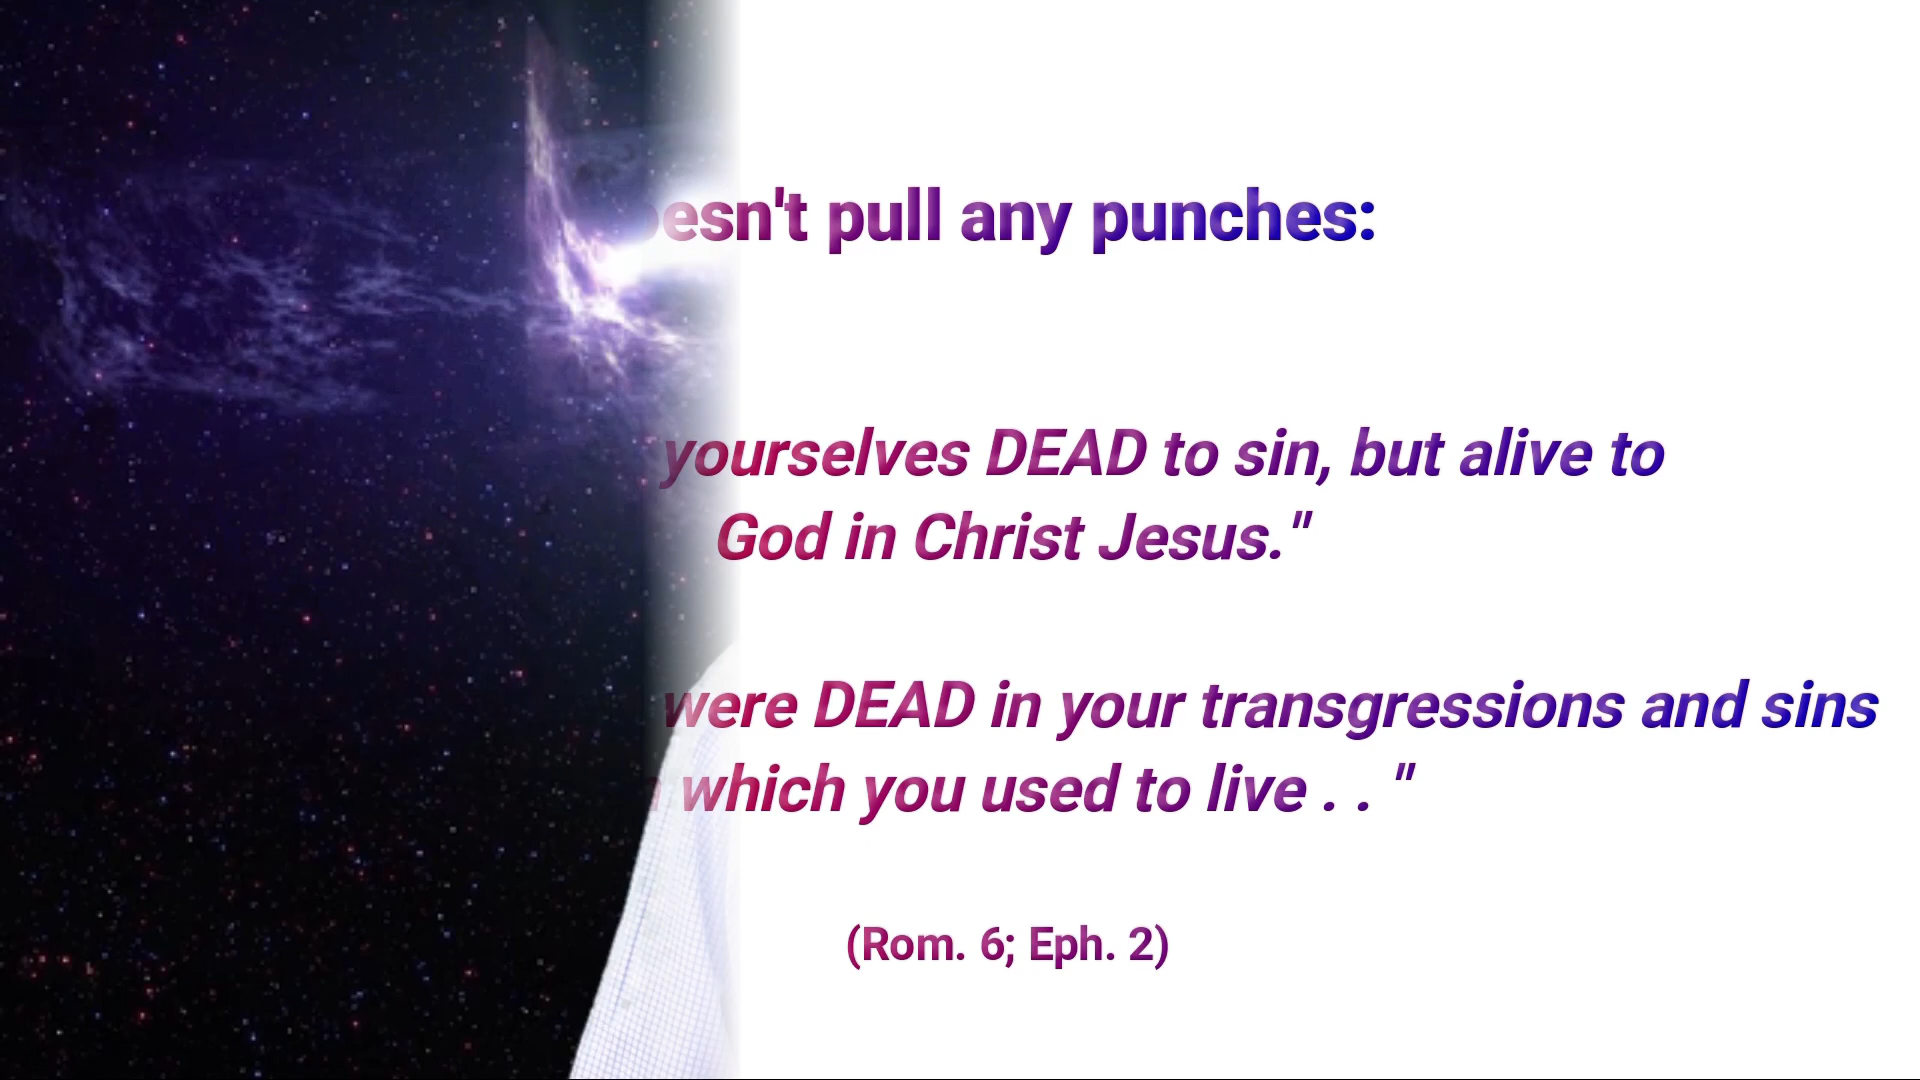 esn't pull any punches:
yourselves DEAD to sin, but alive to
God in Christ Jesus."
were DEAD in your transgressions and sins
which you used to live . . "
(Rom. 6; Eph. 2)